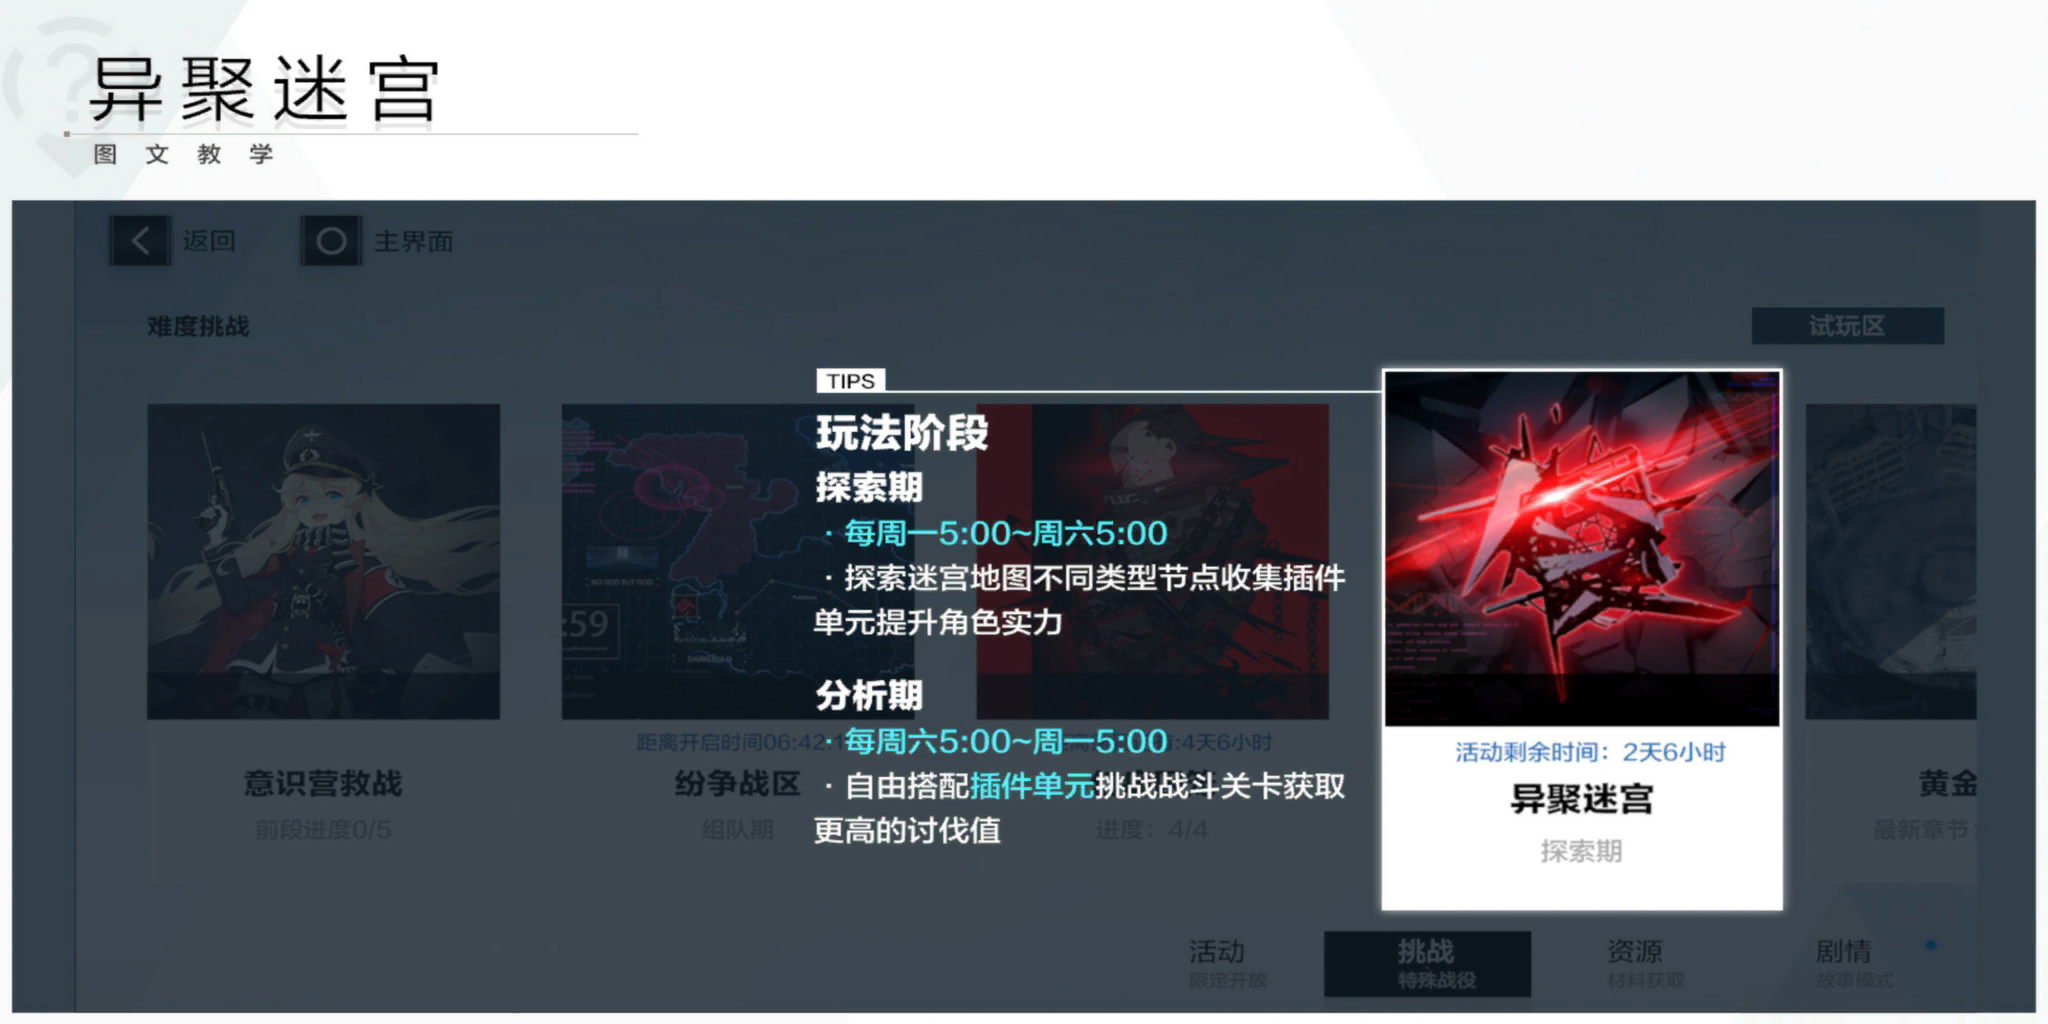 异聚迷宫
图文教学
返回
主界面
难度挑战
试玩区
TIPS
玩法阶段
探索期
· 每周一5:00~周六5:00
· 探索迷宫地图不同类型节点收集插件
单元提升角色实力
分析期
· 每周六5:00~周一5:00
· 自由搭配插件单元挑战战斗关卡获取
更高的讨伐值
:59
NO GOD BUT GOD
意识营救战
前段进度0/5
距离开启时间06:42:
纷争战区
组队期
:4天6小时
进度：4/4
活动剩余时间：2天6小时
异聚迷宫
探索期
黄金
最新章节
活动
限定开放
挑战
特殊战役
资源
材料获取
剧情
故事模式